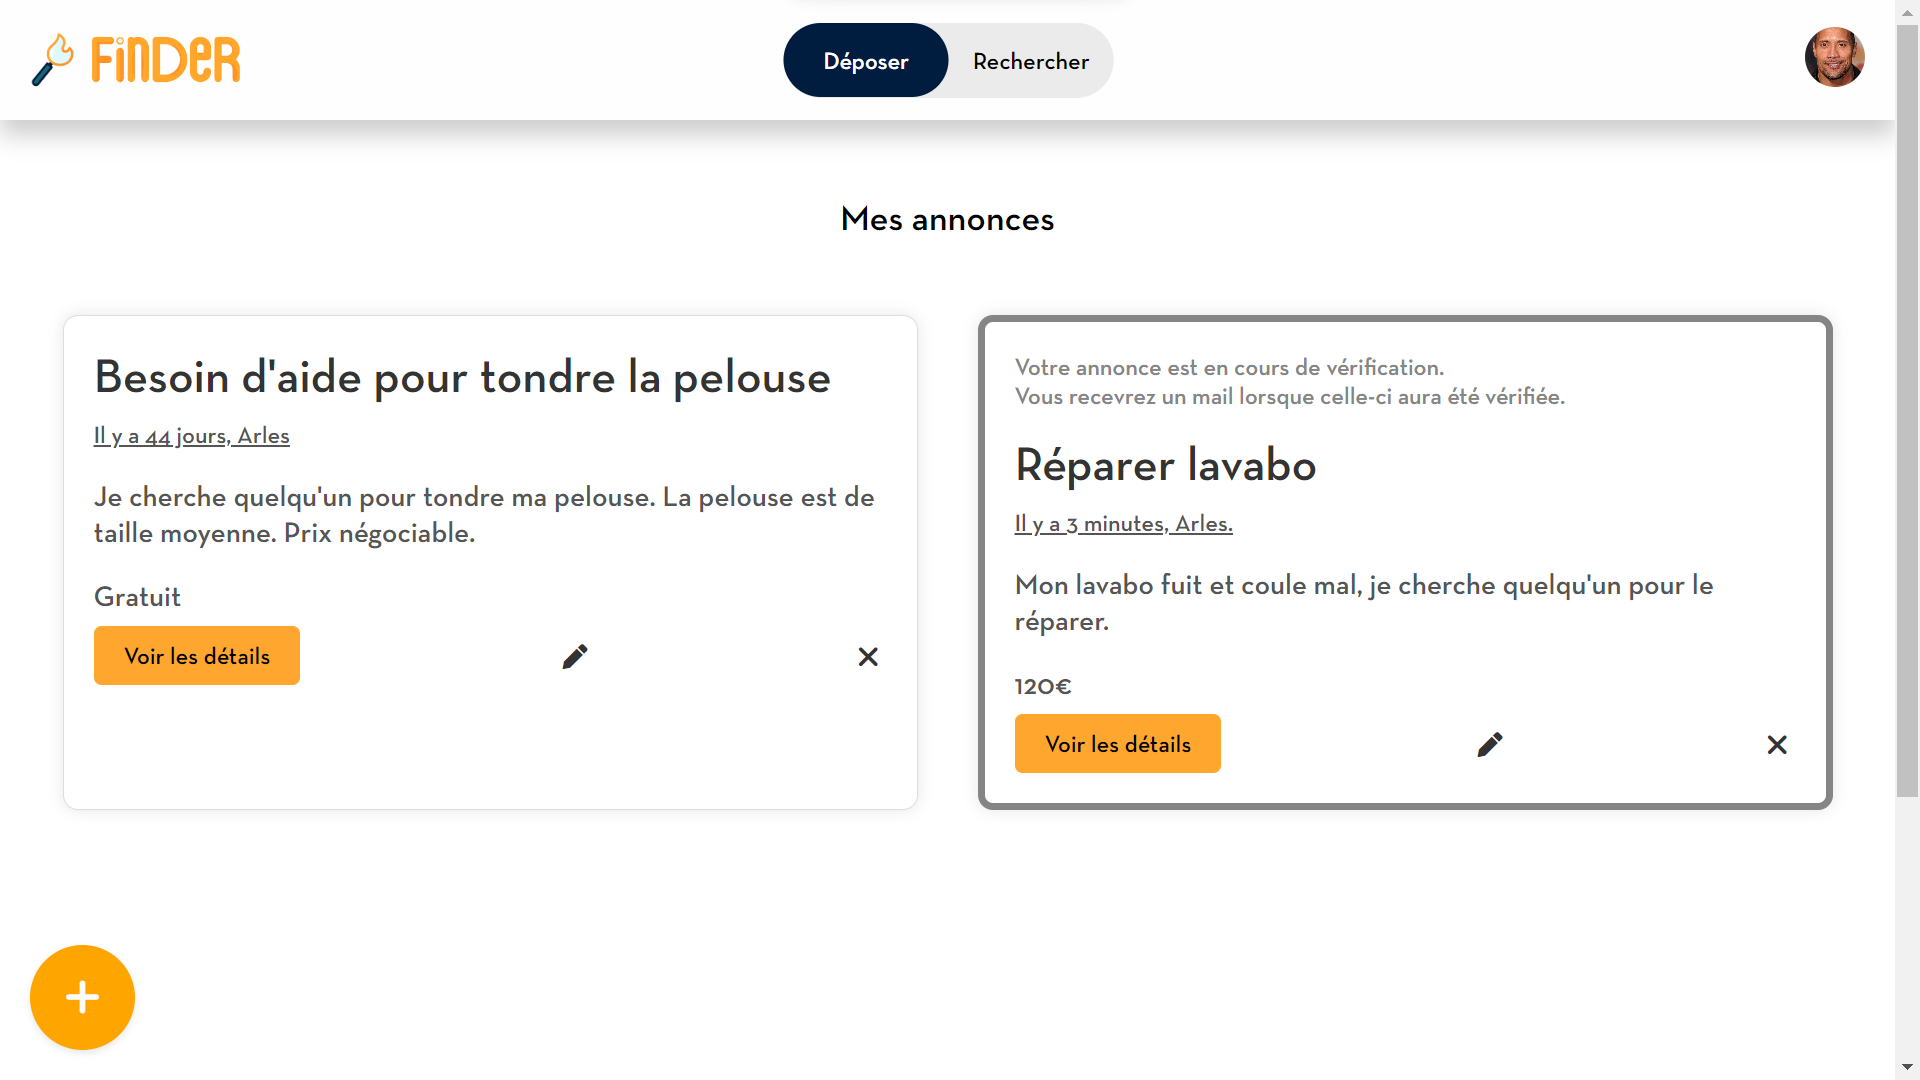 FinDeR
Déposer
Rechercher
Mes annonces
Besoin d'aide pour tondre la pelouse
Il y a 44 jours, Arles
Je cherche quelqu'un pour tondre ma pelouse. La pelouse est de
taille moyenne. Prix négociable.
Gratuit
Voir les détails
Votre annonce est en cours de vérification.
Vous recevrez un mail lorsque celle-ci aura été vérifiée.
Réparer lavabo
Il y a 3 minutes, Arles.
Mon lavabo fuit et coule mal, je cherche quelqu'un pour le
réparer.
120€
Voir les détails